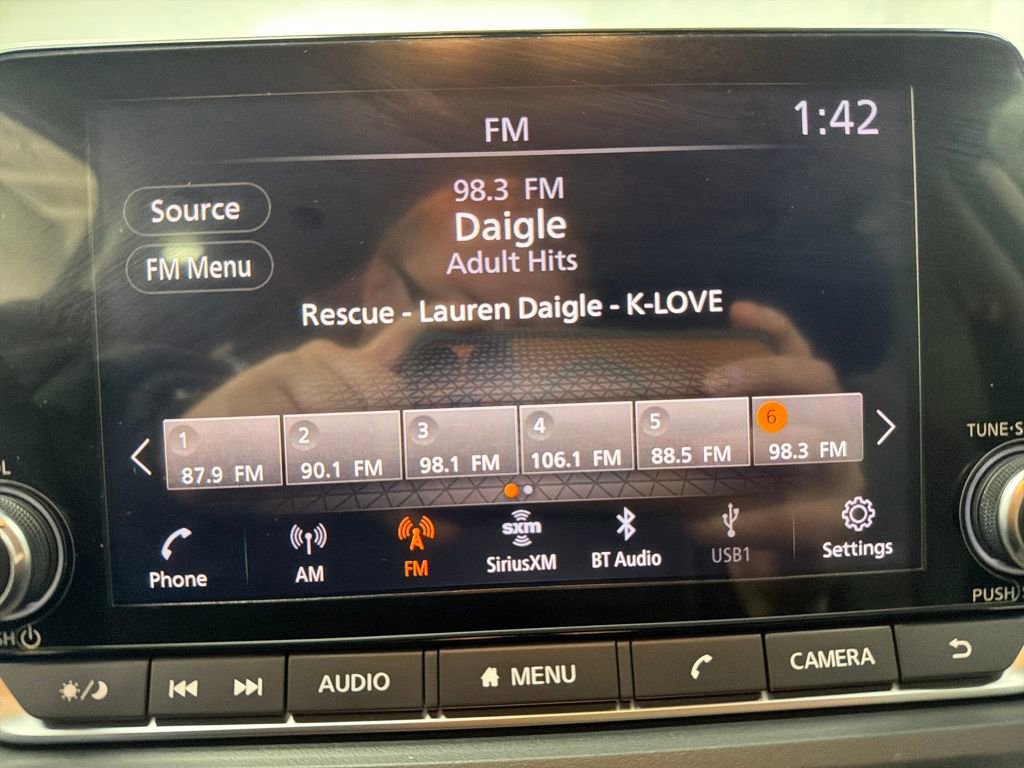 FM
1:42
Source
FM Menu
98.3 FM
Daigle
Adult Hits
Rescue - Lauren Daigle - K-LOVE
1
87.9 FM
2
90.1 FM
3
98.1 FM
4
106.1 FM
5
88.5 FM
6
98.3 FM
Phone
AM
FM
sxm
SiriusXM
BT Audio
USB1
Settings
TUNE•S
PUSH
AUDIO
MENU
CAMERA